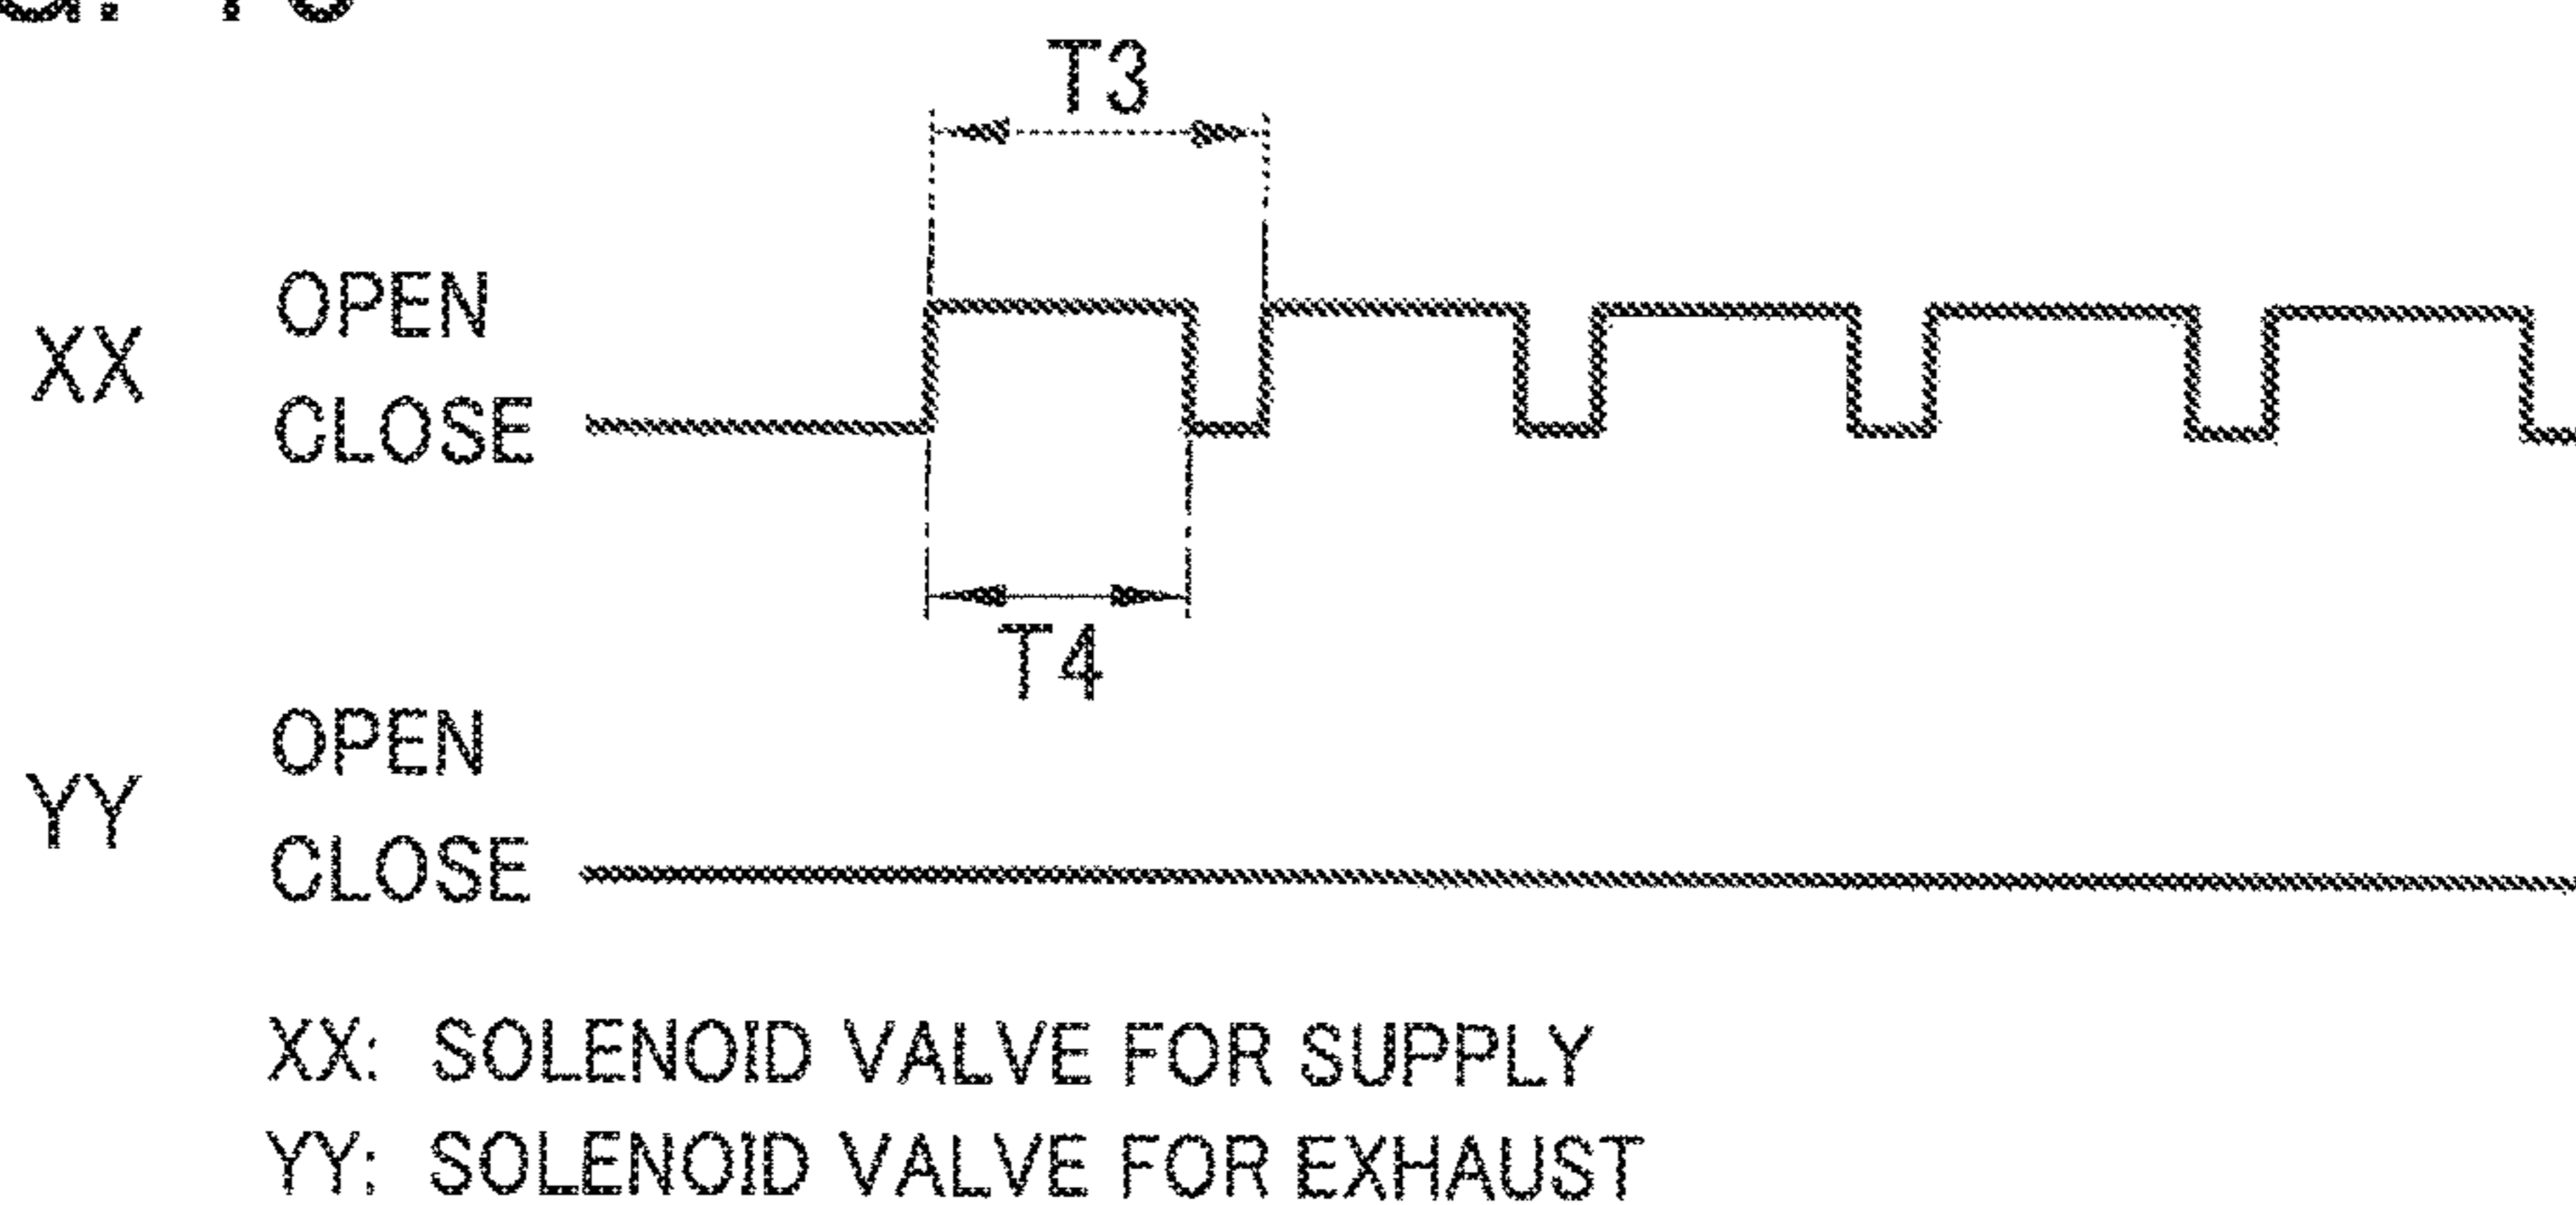 T3
OPEN
XX
CLOSE
T4
OPEN
YY
CLOSE
XX: SOLENOID VALVE FOR SUPPLY
YY: SOLENOID VALVE FOR EXHAUST